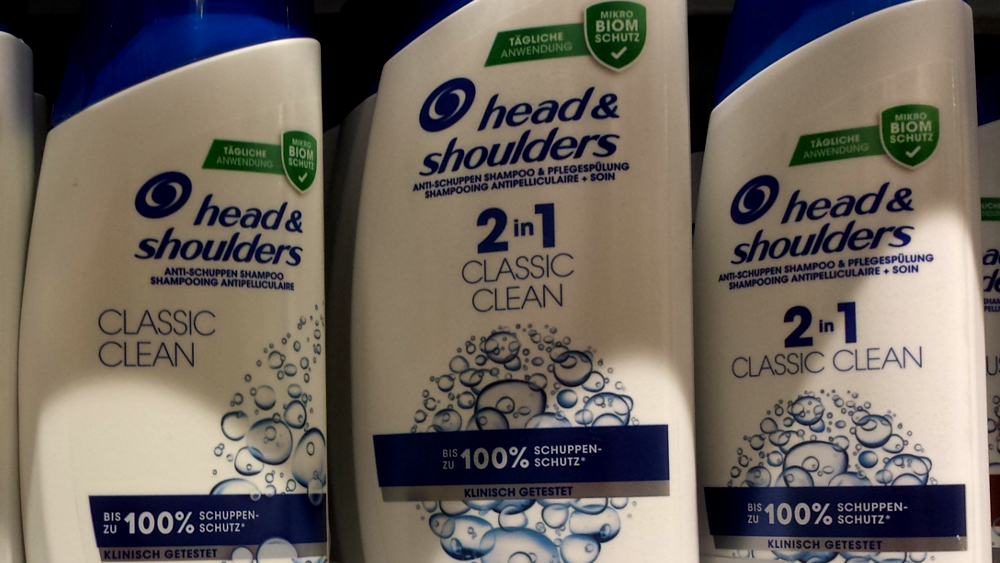 TÄGLICHE
ANWENDUNG
MIKRO
BIOM
SCHUTZ
head &
shoulders
ANTI-SCHUPPEN SHAMPOO
SHAMPOOING ANTIPELLICULAIRE
CLASSIC
CLEAN
BIS
ZU 100% SCHUPPEN-
SCHUTZ*
KLINISCH GETESTET
TÄGLICHE
ANWENDUNG
MIKRO
BIOM
SCHUTZ
head &
shoulders
ANTI-SCHUPPEN SHAMPOO & PFLEGESPÜLUNG
SHAMPOOING ANTIPELLICULAIRE + SOIN
2 in 1
CLASSIC
CLEAN
BIS
ZU 100% SCHUPPEN-
SCHUTZ*
KLINISCH GETESTET
TÄGLICHE
ANWENDUNG
MIKRO
BIOM
SCHUTZ
head &
shoulders
ANTI-SCHUPPEN SHAMPOO & PFLEGESPÜLUNG
SHAMPOOING ANTIPELLICULAIRE + SOIN
2 in 1
CLASSIC CLEAN
BIS
ZU 100% SCHUPPEN-
SCHUTZ*
KLINISCH GETESTET